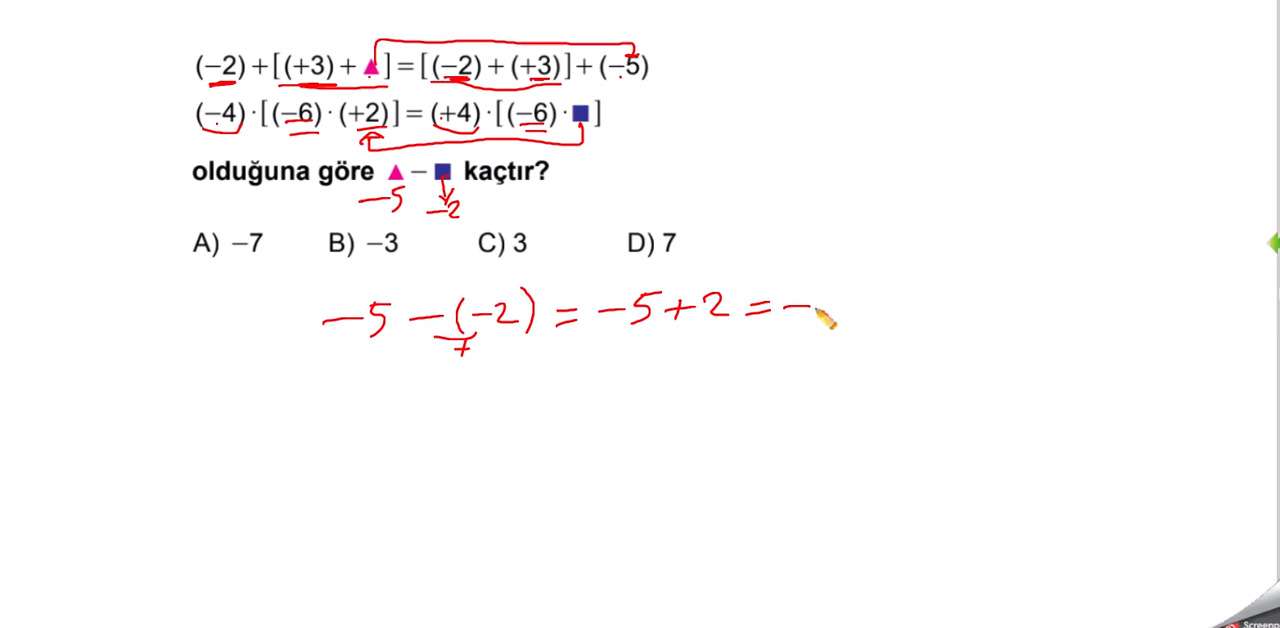 (−2) + [(+3) + ▲] = [(−2) + (+3)] + (−5)
(−4) · [(−6) · (+2)] = (+4) · [(−6) · ■]
olduğuna göre ▲ − ■ kaçtır?
−5 −2
A) −7 B) −3 C) 3 D) 7
−5 −(−2) = −5+2 = −
+